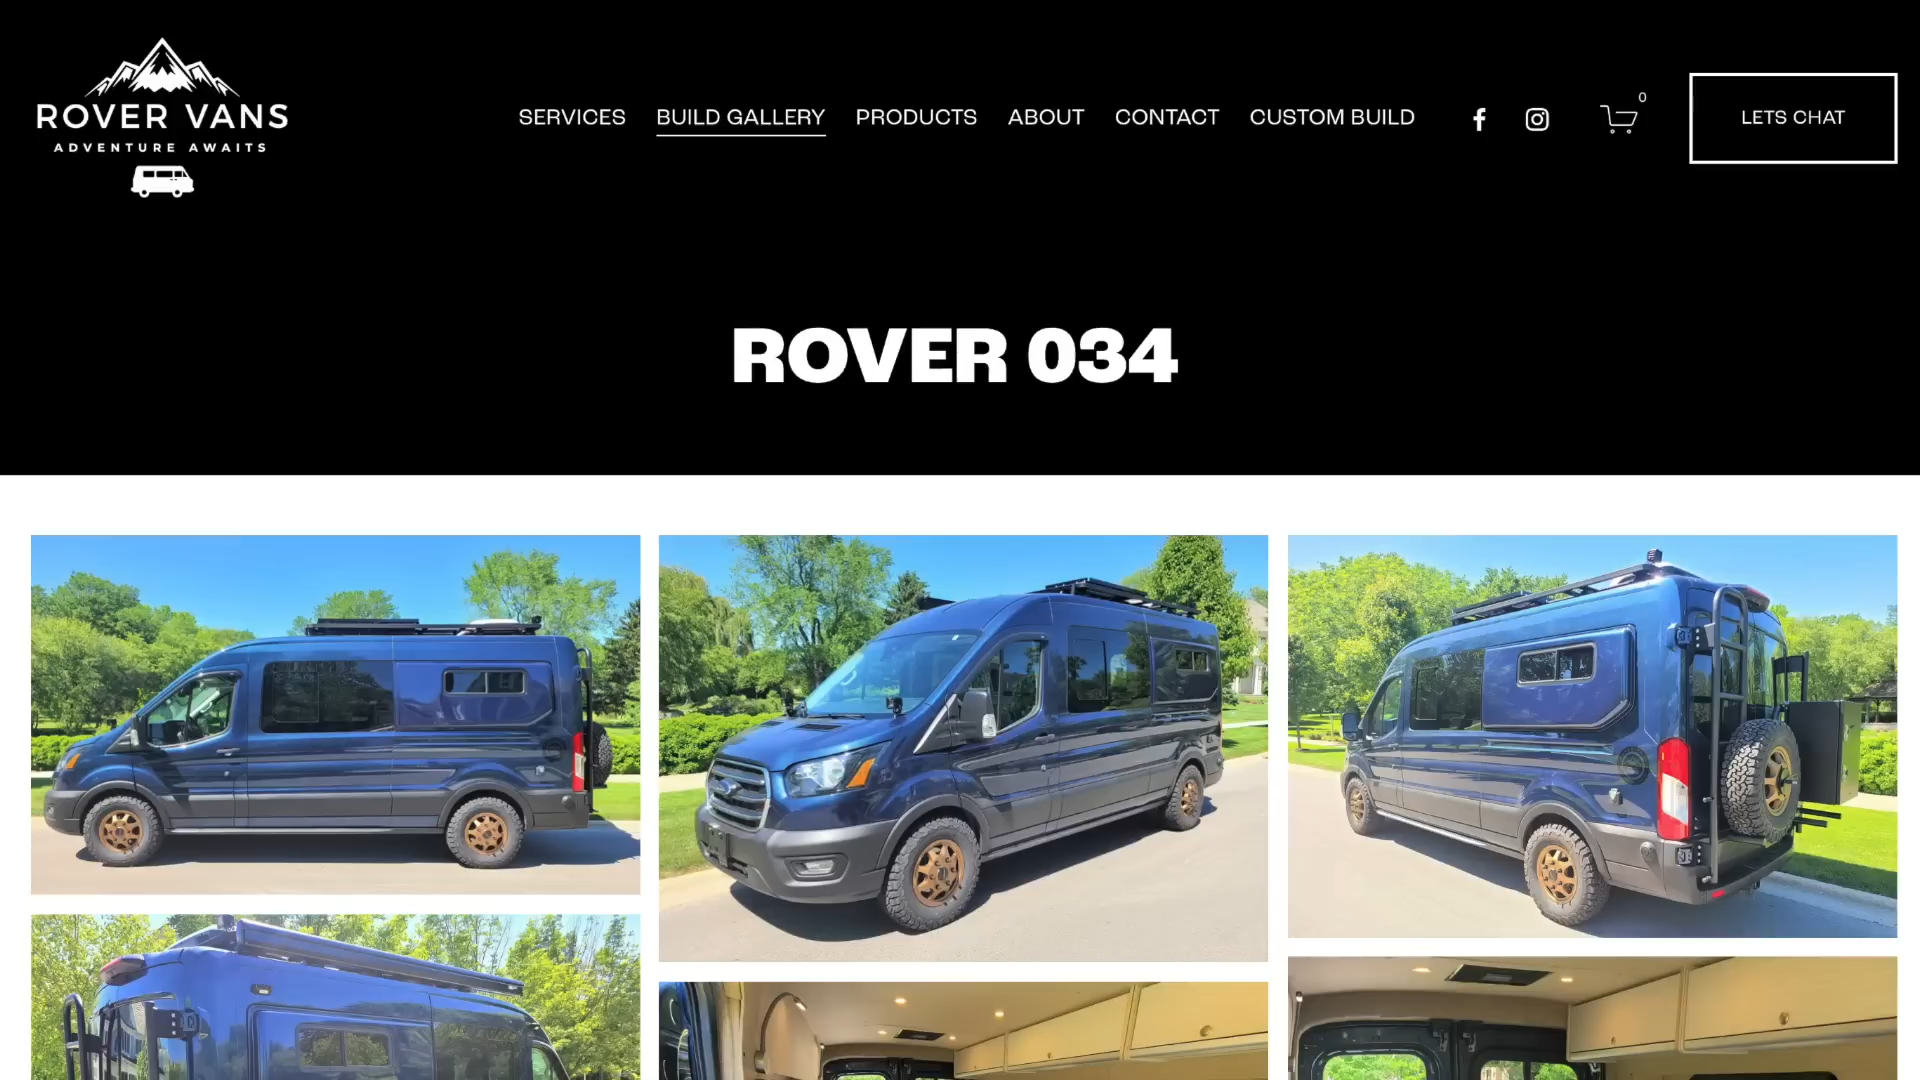 ROVER VANS
ADVENTURE AWAITS
SERVICES
BUILD GALLERY
PRODUCTS
ABOUT
CONTACT
CUSTOM BUILD
0
LETS CHAT
ROVER 034